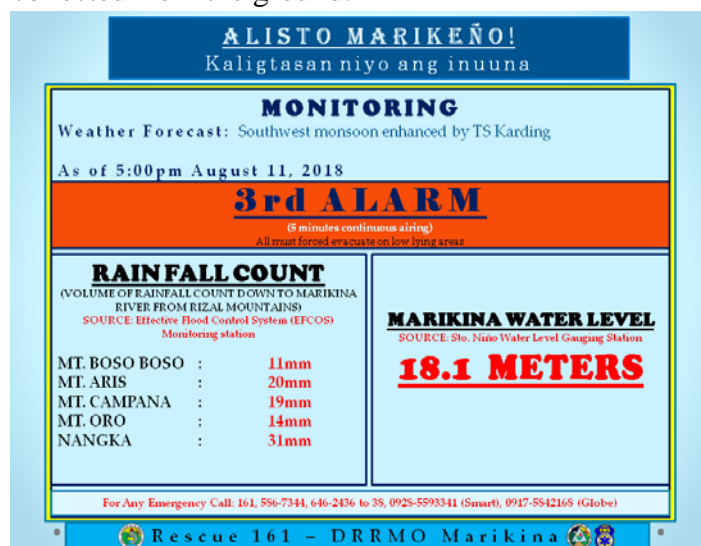 ALISTO MARIKEÑO!
Kaligtasan niyo ang inuuna
MONITORING
Weather Forecast: Southwest monsoon enhanced by TS Karding
As of 5:00pm August 11, 2018
3rd ALARM
(5 minutes continuous airing)
All must forced evacuate on low lying areas
RAINFALL COUNT
(VOLUME OF RAINFALL COUNT DOWN TO MARIKINA
RIVER FROM RIZAL MOUNTAINS)
SOURCE: Effective Flood Control System (EFCOS)
Monitoring station
MT. BOSO BOSO : 11mm
MT. ARIS : 20mm
MT. CAMPANA : 19mm
MT. ORO : 14mm
NANGKA : 31mm
MARIKINA WATER LEVEL
SOURCE: Sto. Niño Water Level Gauging Station
18.1 METERS
For Any Emergency Call: 161, 586-7344, 646-2436 to 38, 0928-5593341 (Smart), 0917-5842168 (Globe)
Rescue 161 – DRRMO Marikina